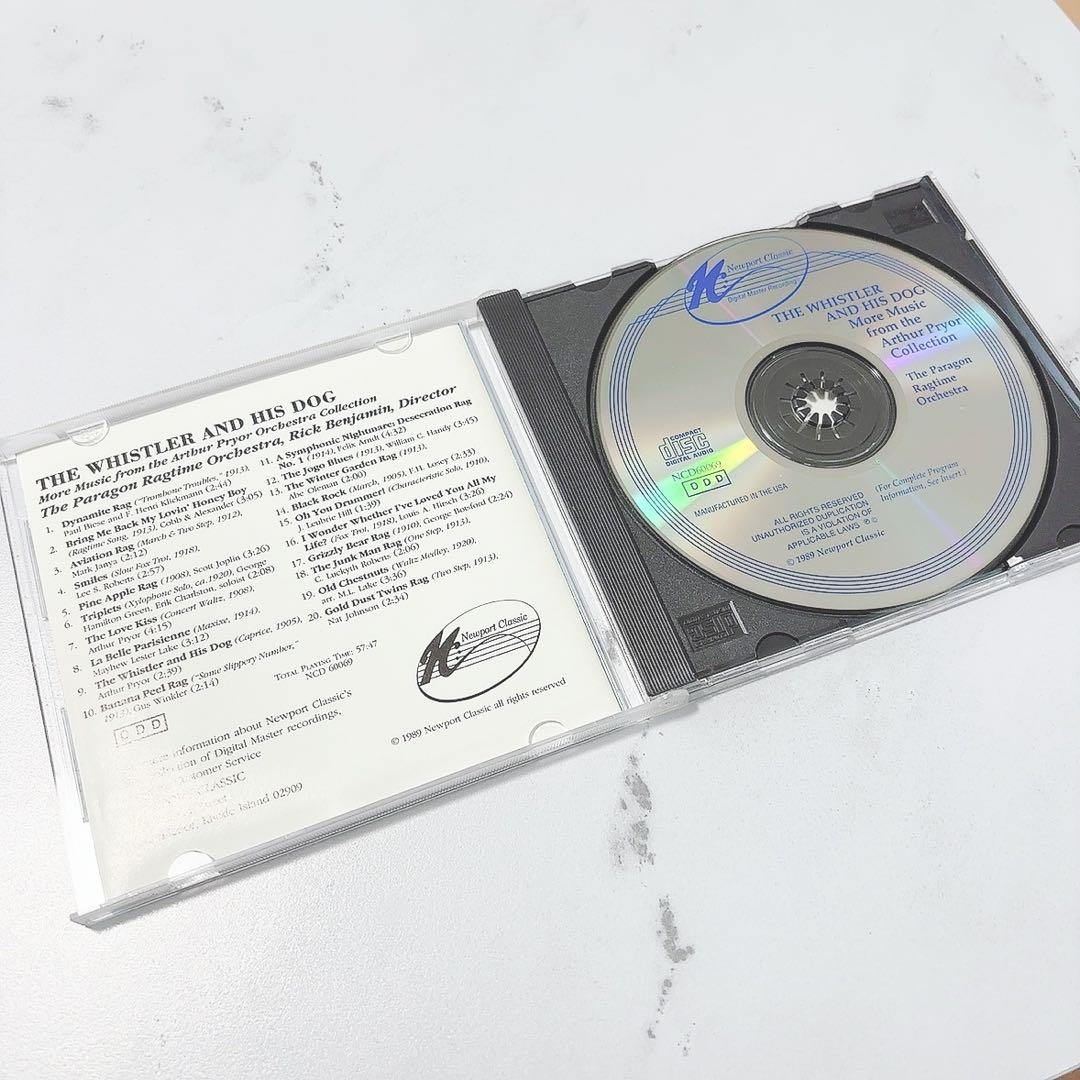 THE WHISTLER AND HIS DOG
More Music from the Arthur Pryor Orchestra Collection
The Paragon Ragtime Orchestra, Rick Benjamin, Director
1. Dynamite Rag ("Trombone Troubles," 1913),
Paul Biese and F. Henri Klickmann (2:44)
2. Bring Me Back My Lovin' Honey Boy
(Ragtime Song, 1913), Cobb & Alexander (3:05)
3. Aviation Rag (March & Two Step, 1912),
Mark Janya (2:12)
4. Smiles (Slow Fox Trot, 1918),
Lee S. Roberts (2:57)
5. Pine Apple Rag (1908), Scott Joplin (3:26)
6. Triplets (Xylophone Solo, ca.1920), George
Hamilton Green, Erik Charlston, soloist (2:08)
7. The Love Kiss (Concert Waltz, 1908),
Arthur Pryor (4:15)
8. La Belle Parisienne (Maxixe, 1914),
Mayhew Lester Lake (3:12)
9. The Whistler and His Dog (Caprice, 1905),
Arthur Pryor (2:39)
10. Banana Peel Rag ("Some Slippery Number,"
1913), Gus Winkler (2:14)
11. A Symphonic Nightmare: Desecration Rag
No. 1 (1914), Felix Arndt (4:32)
12. The Jogo Blues (1913), William C. Handy (3:45)
13. The Winter Garden Rag (1913),
Abe Oleman (2:00)
14. Black Rock (March, 1905), F.H. Losey (2:33)
15. Oh You Drummer! (Characteristic Solo, 1910),
J. Leubrie Hill (1:39)
16. I Wonder Whether I've Loved You All My
Life? (Fox Trot, 1918), Louis A. Hirsch (3:26)
17. Grizzly Bear Rag (1910), George Botsford (2:24)
18. The Junk Man Rag (One Step, 1913),
C. Luckyth Roberts (2:06)
19. Old Chestnuts (Waltz Medley, 1920),
arr. M.L. Lake (3:36)
20. Gold Dust Twins Rag (Two Step, 1913),
Nat Johnson (2:34)
TOTAL PLAYING TIME: 57:47
NCD 60069
DDD
Newport Classic
© 1989 Newport Classic all rights reserved
information about Newport Classic's
of Digital Master recordings,
Customer Service
CLASSIC
Rhode Island 02909
NC Newport Classic
Digital Master Recording
THE WHISTLER
AND HIS DOG
More Music
from the
Arthur Pryor
Collection
The Paragon
Ragtime
Orchestra
COMPACT
disc
DIGITAL AUDIO
NCD60069
DDD
MANUFACTURED IN THE USA
(For Complete Program
Information, See Insert.)
ALL RIGHTS RESERVED
UNAUTHORIZED DUPLICATION
IS A VIOLATION OF
APPLICABLE LAWS ℗©
© 1989 Newport Classic